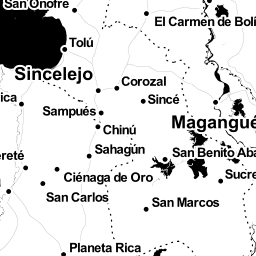 San Onofre
El Carmen de Bolí
Tolú
Sincelejo
Corozal
ica
Sincé
Sampués
Magangué
Chinú
Sahagún
ereté
San Benito Aba
Ciénaga de Oro
Sucre
San Carlos
San Marcos
Planeta Rica